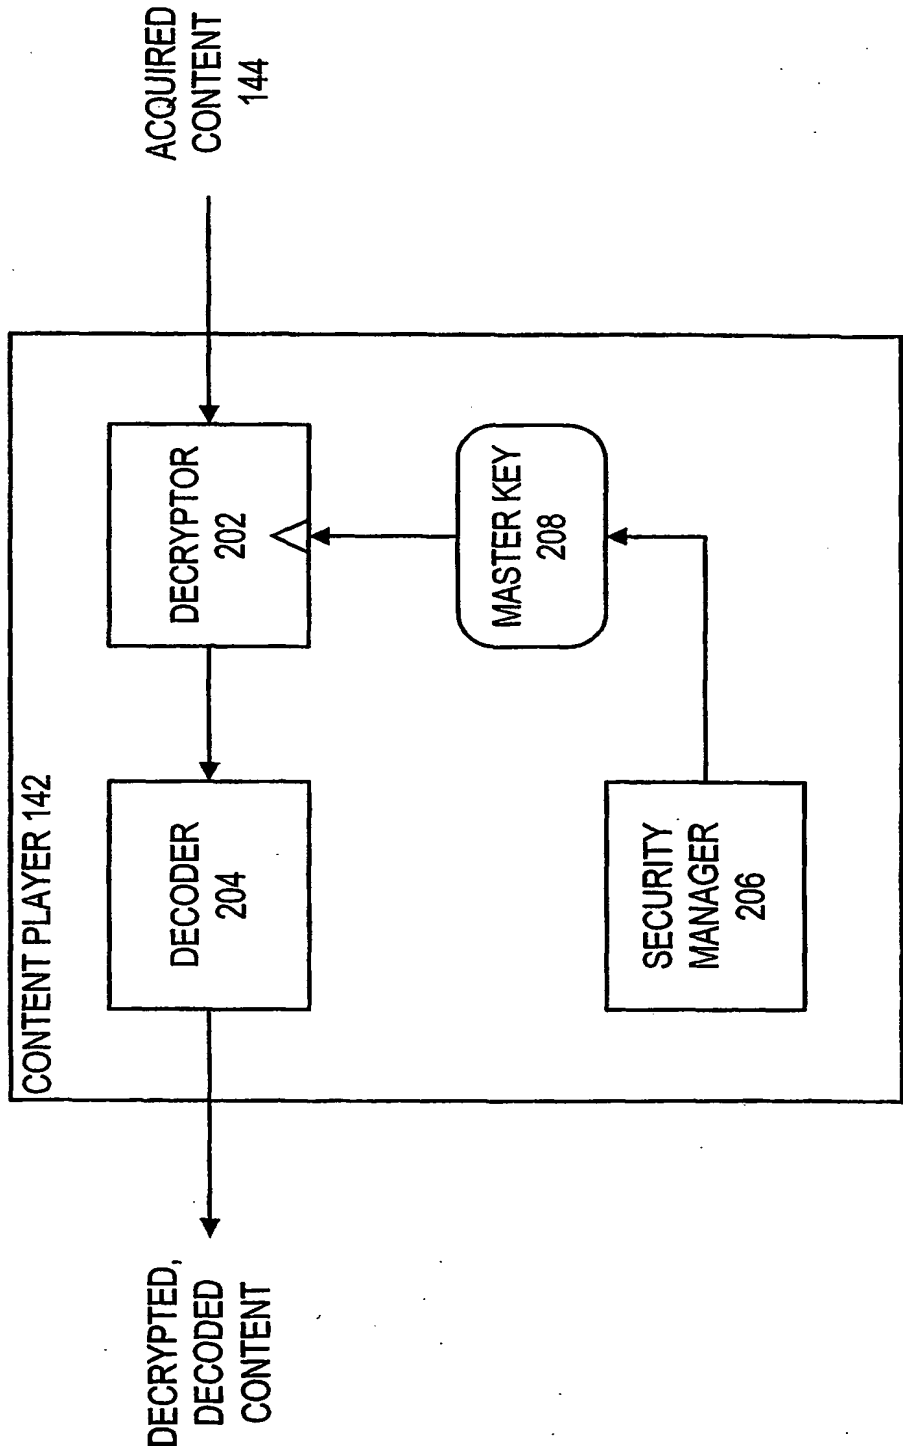 CONTENT PLAYER 142
DECRYPTED,
DECODED
CONTENT
DECODER
204
DECRYPTOR
202
ACQUIRED
CONTENT
144
SECURITY
MANAGER
206
MASTER KEY
208